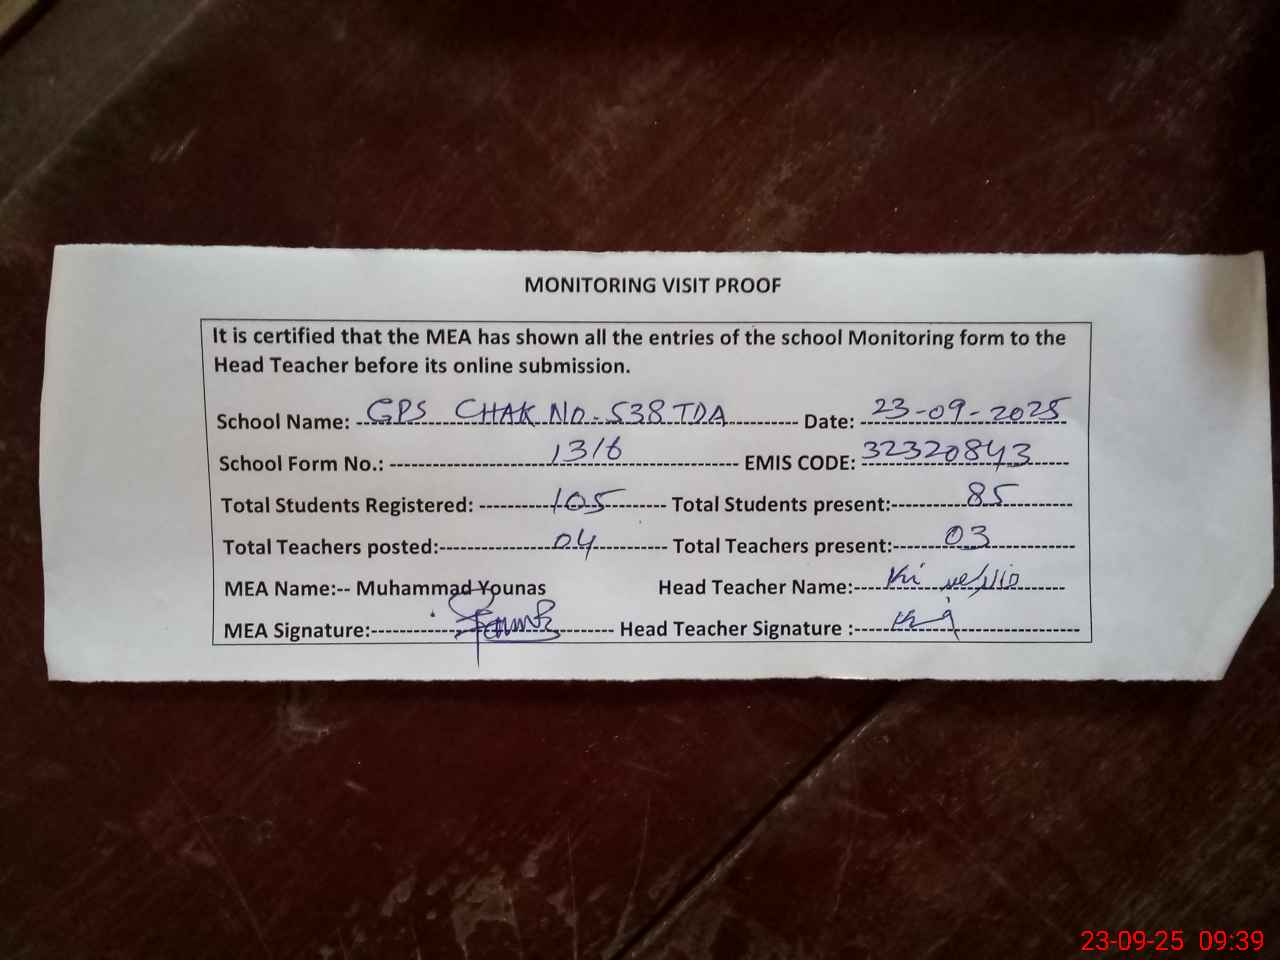 MONITORING VISIT PROOF
It is certified that the MEA has shown all the entries of the school Monitoring form to the
Head Teacher before its online submission.
School Name: GPS CHAK NO. 538 TDA Date: 23-09-2025
School Form No.: 1316 EMIS CODE: 32320843
Total Students Registered: 105 Total Students present: 85
Total Teachers posted: 04 Total Teachers present: 03
MEA Name:-- Muhammad Younas Head Teacher Name:
MEA Signature: Head Teacher Signature :
23-09-25 09:39